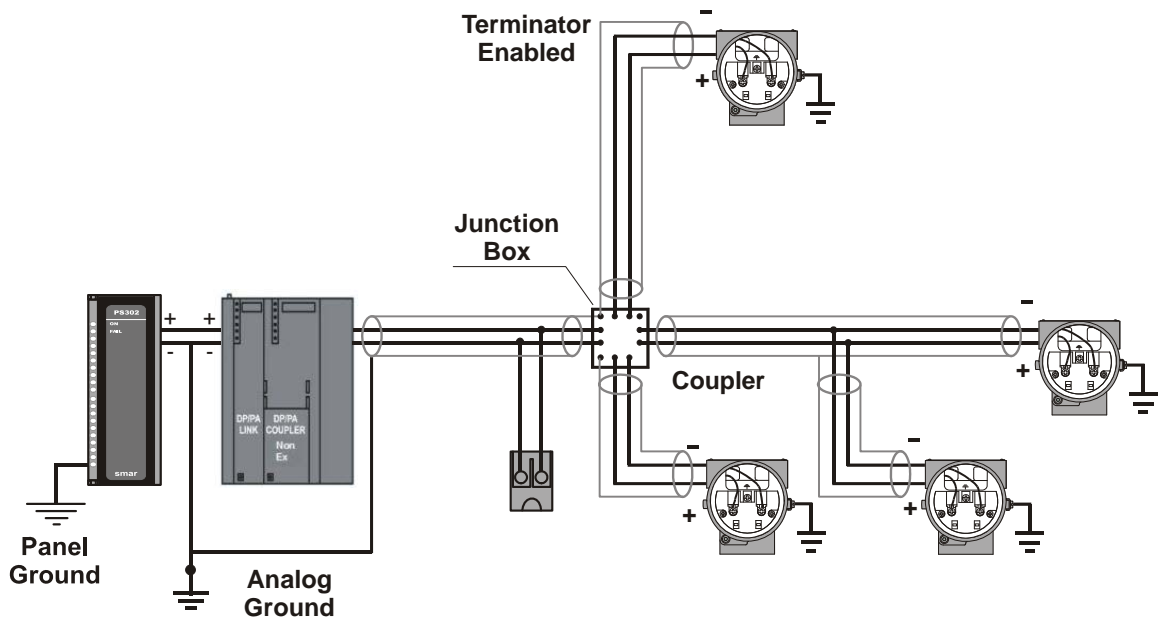 Terminator
Enabled
-
+
Junction
Box
PS302
ON
FAIL
+
+
-
-
DP/PA
LINK
DP/PA
COUPLER
Non
Ex
smar
Coupler
-
+
-
+
-
+
Panel
Ground
Analog
Ground